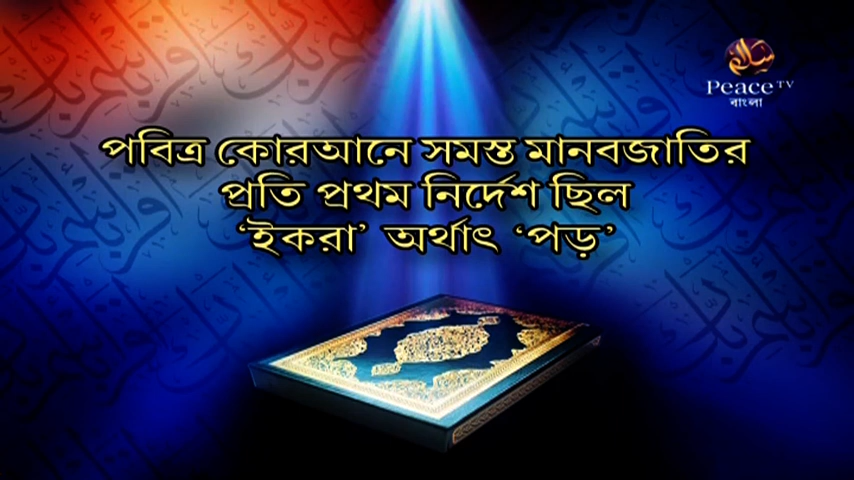 Peace TV
বাংলা
পবিত্র কোরআনে সমস্ত মানবজাতির
প্রতি প্রথম নির্দেশ ছিল
‘ইকরা’ অর্থাৎ ‘পড়’